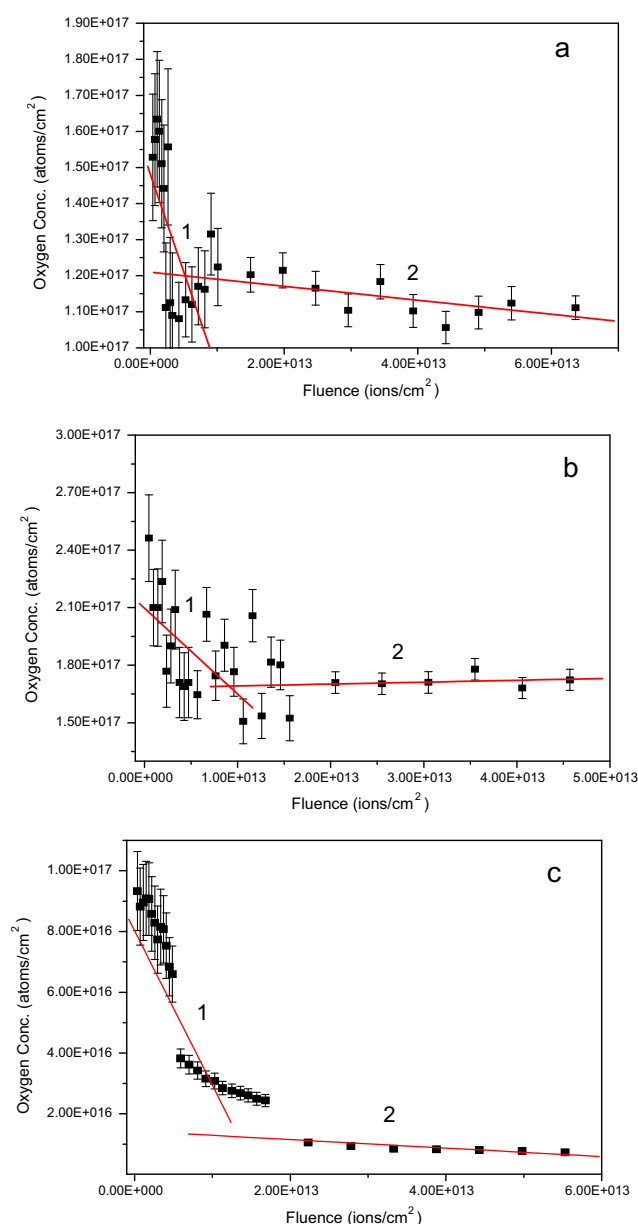 a
1.90E+017
1.80E+017
1.70E+017
1.60E+017
1.50E+017
1.40E+017
1.30E+017
1.20E+017
1.10E+017
1.00E+017
Oxygen Conc. (atoms/cm²)
1
2
0.00E+000 2.00E+013 4.00E+013 6.00E+013
Fluence (ions/cm²)
b
3.00E+017
2.70E+017
2.40E+017
2.10E+017
1.80E+017
1.50E+017
Oxygen Conc. (atoms/cm²)
1
2
0.00E+000 1.00E+013 2.00E+013 3.00E+013 4.00E+013 5.00E+013
Fluence (ions/cm²)
c
1.00E+017
8.00E+016
6.00E+016
4.00E+016
2.00E+016
Oxygen Conc. (atoms/cm²)
1
2
0.00E+000 2.00E+013 4.00E+013 6.00E+013
Fluence (ions/cm²)